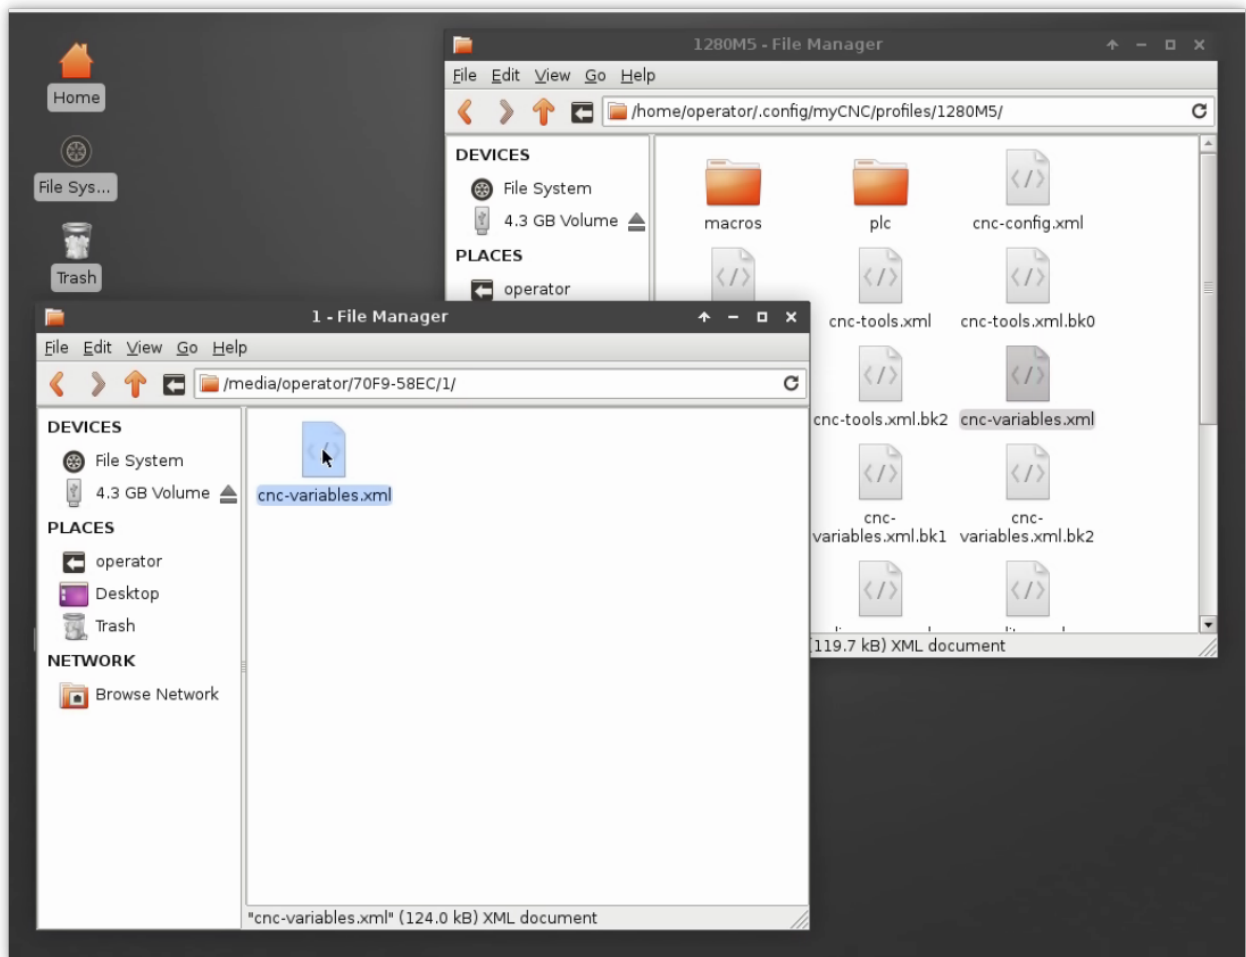 Home
File Sys...
Trash
1280M5 - File Manager
File Edit View Go Help
/home/operator/.config/myCNC/profiles/1280M5/
DEVICES
File System
4.3 GB Volume
PLACES
operator
macros
plc
cnc-config.xml
cnc-tools.xml
cnc-tools.xml.bk0
cnc-tools.xml.bk2
cnc-variables.xml
cnc-
variables.xml.bk1
cnc-
variables.xml.bk2
(119.7 kB) XML document
1 - File Manager
File Edit View Go Help
/media/operator/70F9-58EC/1/
DEVICES
File System
4.3 GB Volume
PLACES
operator
Desktop
Trash
NETWORK
Browse Network
cnc-variables.xml
"cnc-variables.xml" (124.0 kB) XML document